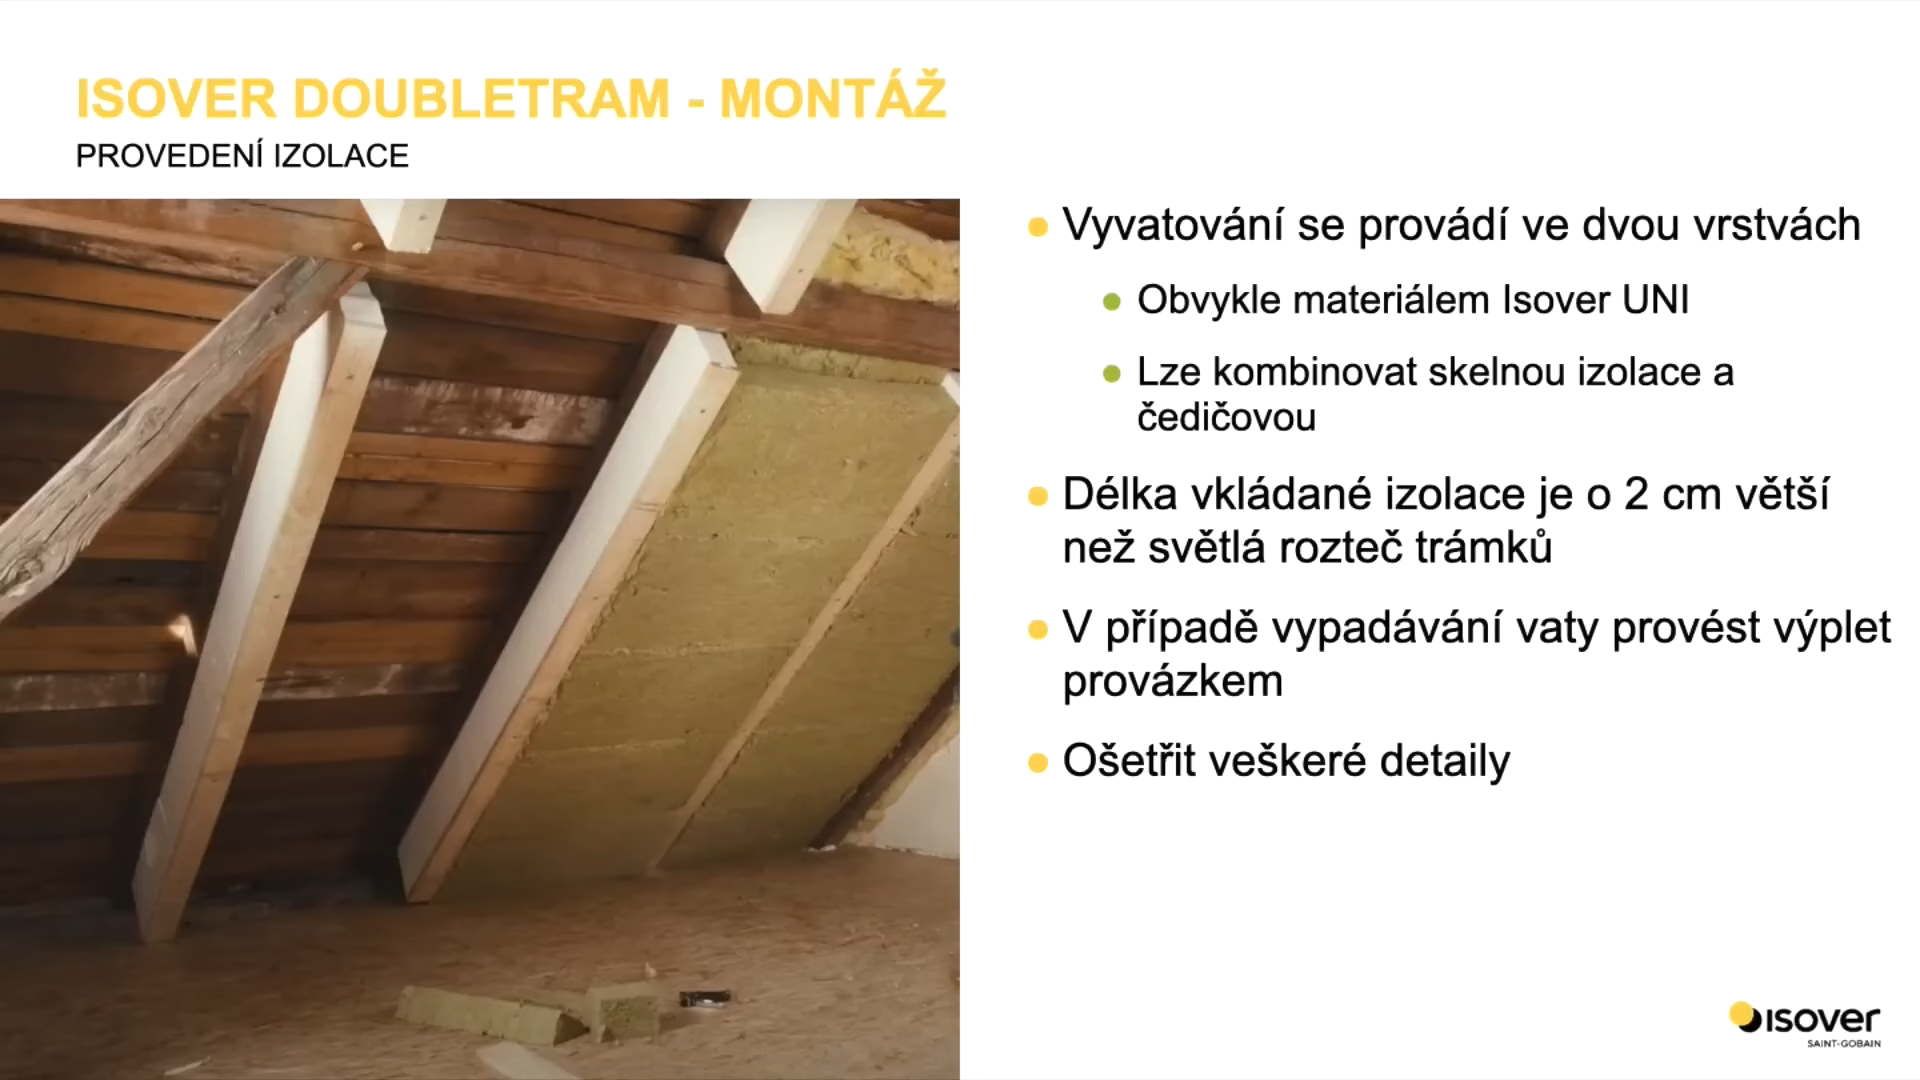 ISOVER DOUBLETRAM - MONTÁŽ
PROVEDENÍ IZOLACE
Vyvatování se provádí ve dvou vrstvách
Obvykle materiálem Isover UNI
Lze kombinovat skelnou izolace a
čedičovou
Délka vkládané izolace je o 2 cm větší
než světlá rozteč trámků
V případě vypadávání vaty provést výplet
provázkem
Ošetřit veškeré detaily
isover
SAINT-GOBAIN